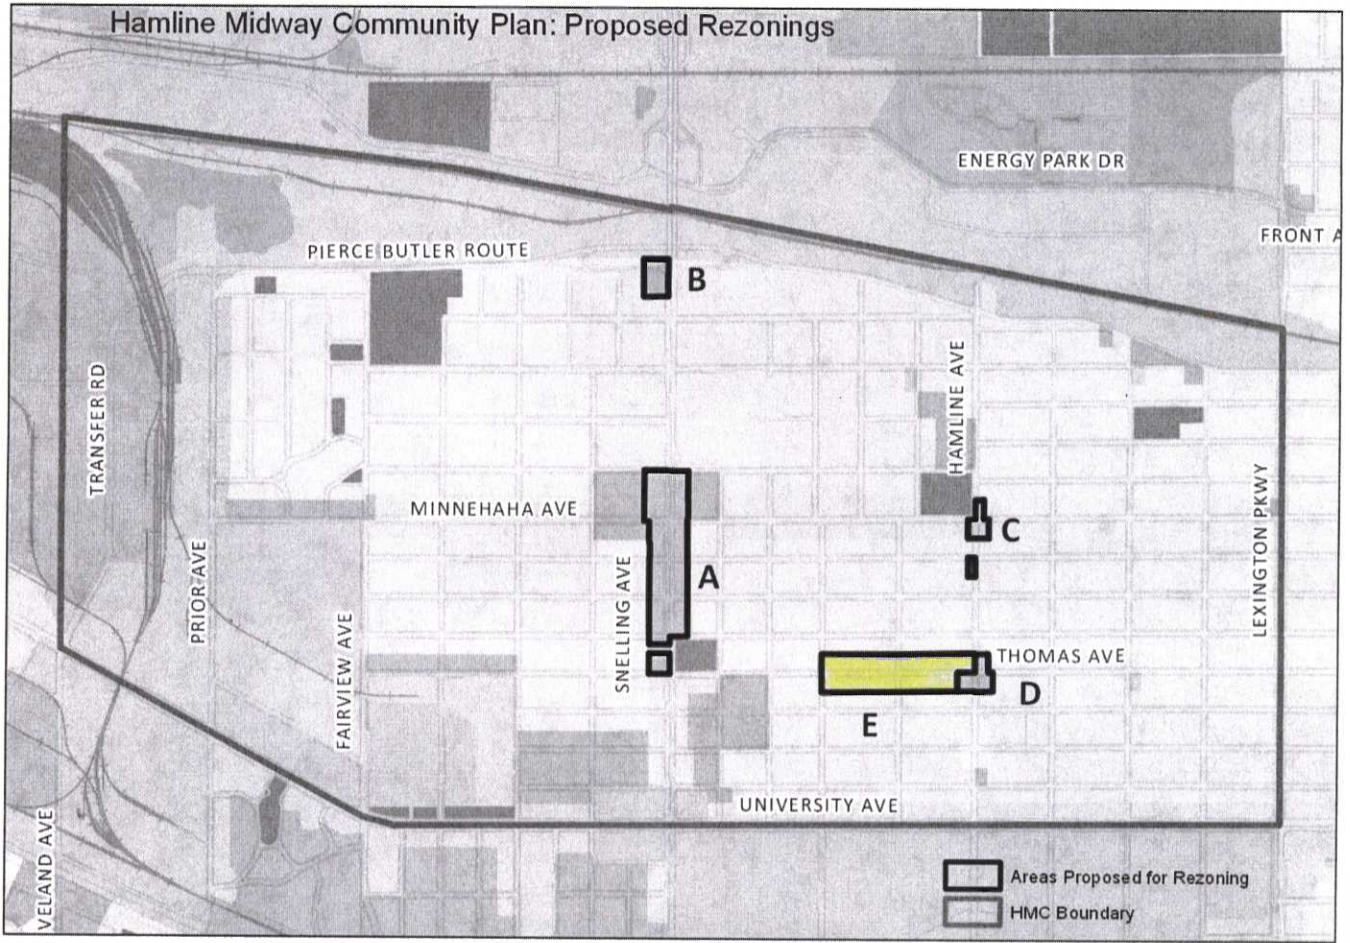 Hamline Midway Community Plan: Proposed Rezonings
ENERGY PARK DR
FRONT A
PIERCE BUTLER ROUTE
B
HAMLINE AVE
TRANSFER RD
MINNEHAHA AVE
LEXINGTON PKWY
C
A
PRIOR AVE
SNELLING AVE
FAIRVIEW AVE
THOMAS AVE
D
E
UNIVERSITY AVE
VELAND AVE
Areas Proposed for Rezoning
HMC Boundary